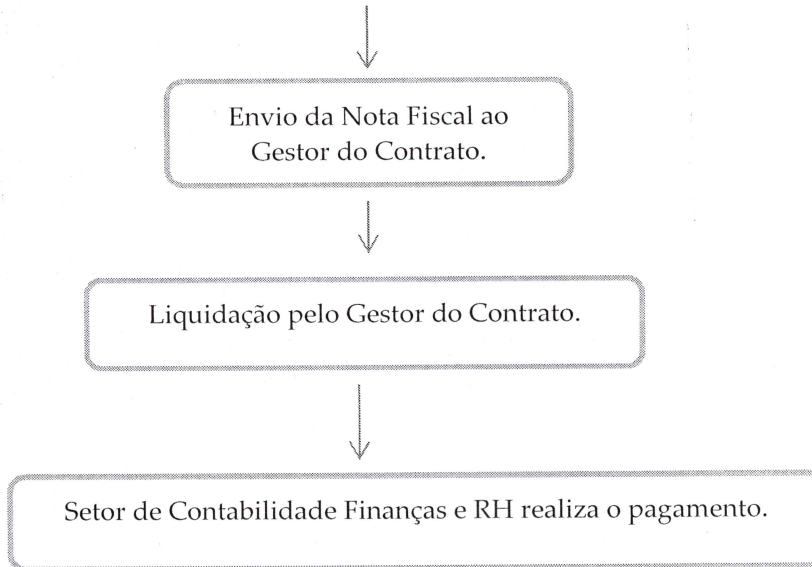 Envio da Nota Fiscal ao
Gestor do Contrato.
Liquidação pelo Gestor do Contrato.
Setor de Contabilidade Finanças e RH realiza o pagamento.